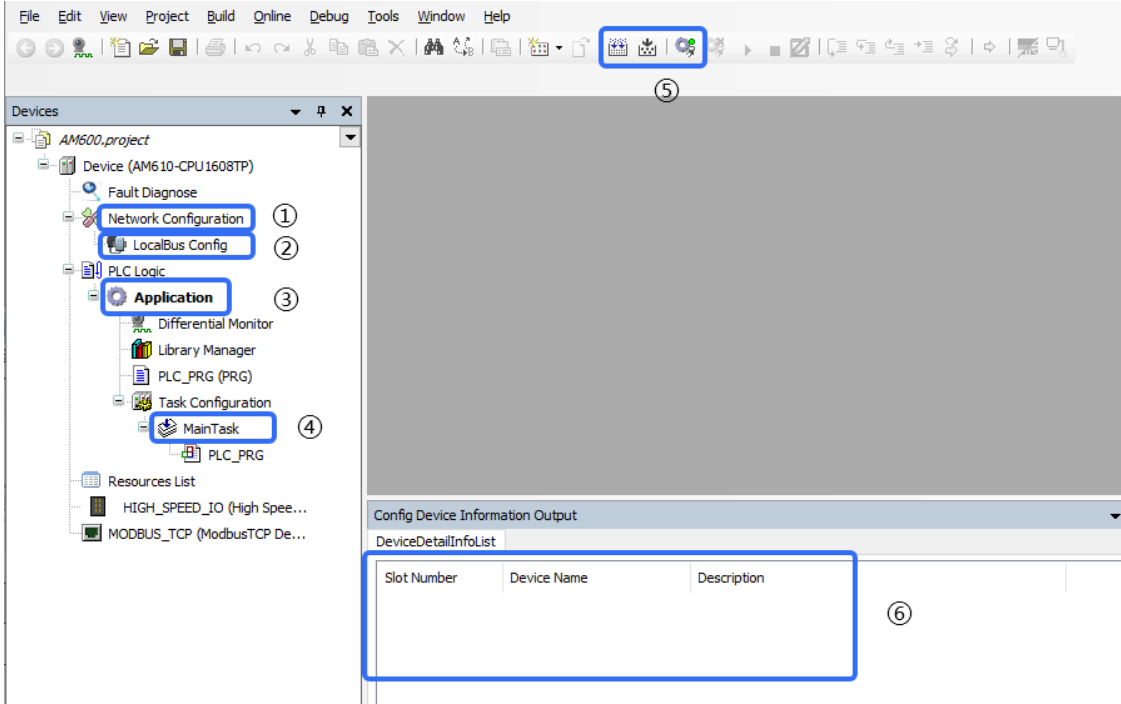 File Edit View Project Build Online Debug Tools Window Help
⑤
Devices
AM600.project
Device (AM610-CPU1608TP)
Fault Diagnose
Network Configuration ①
LocalBus Config ②
PLC Logic
Application ③
Differential Monitor
Library Manager
PLC_PRG (PRG)
Task Configuration
MainTask ④
PLC_PRG
Resources List
HIGH_SPEED_IO (High Spee...
MODBUS_TCP (ModbusTCP De...
Config Device Information Output
DeviceDetailInfoList
Slot Number Device Name Description
⑥